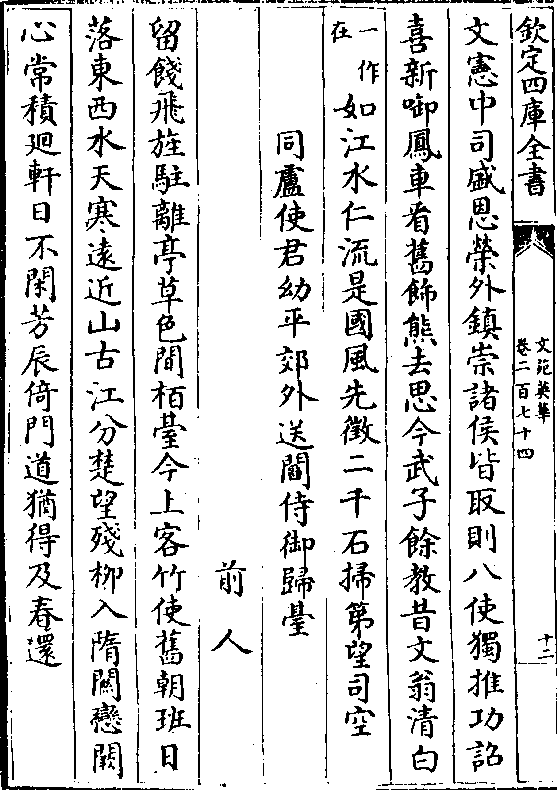 欽定四庫全書
文苑英華
卷二百七十四
十二
文憲中司盛恩榮外鎮崇諸侯皆取則八使獨推功詔
喜新啣鳳車看舊飾熊去思今武子餘教昔文翁清白
一作在如江水仁流是國風先徵二千石掃第望司空
同盧使君幼平郊外送閻侍御歸臺
前人
留餞飛旌駐離亭草色間栢臺今上客竹使舊朝班日
落東西水天寒遠近山古江分楚望殘柳入隋關戀闕
心常積廻軒日不閑芳辰倚門道猶得及春還